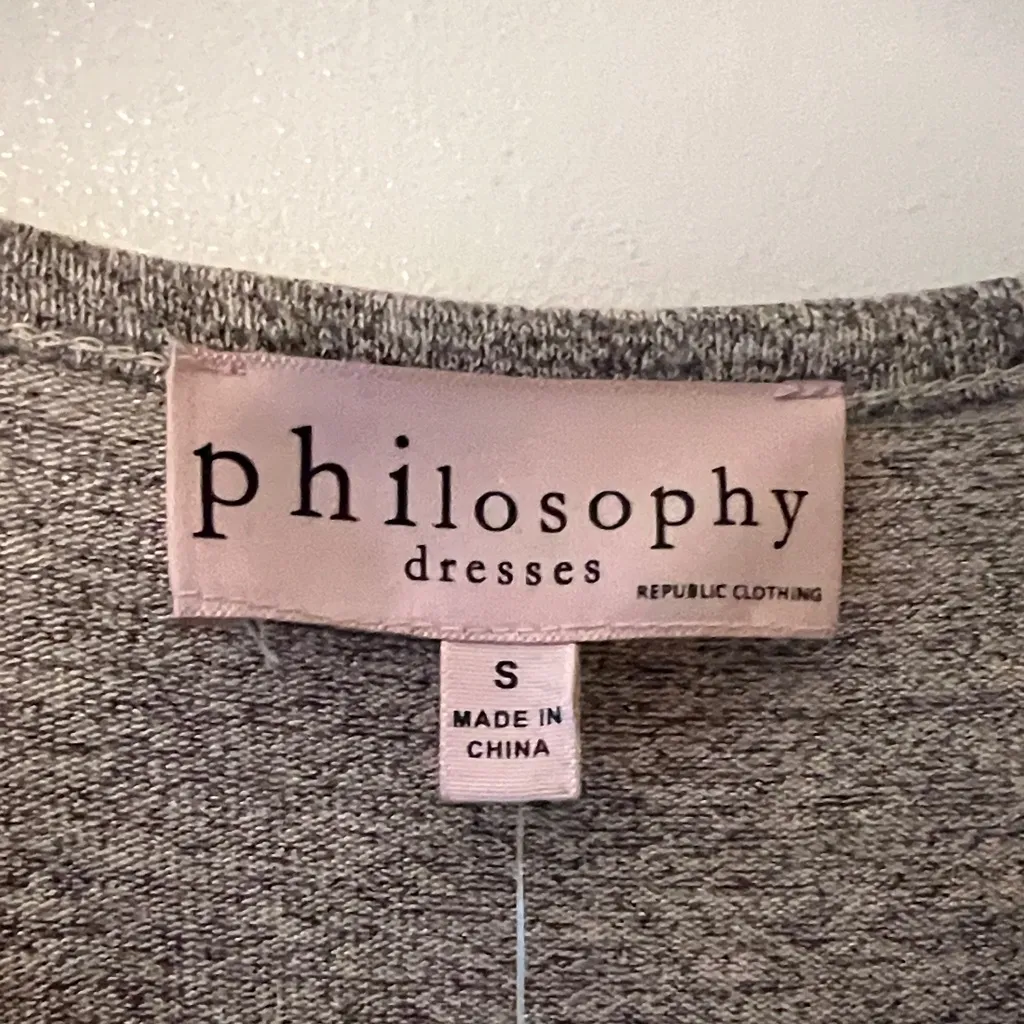 philosophy
dresses
REPUBLIC CLOTHING
S
MADE IN
CHINA